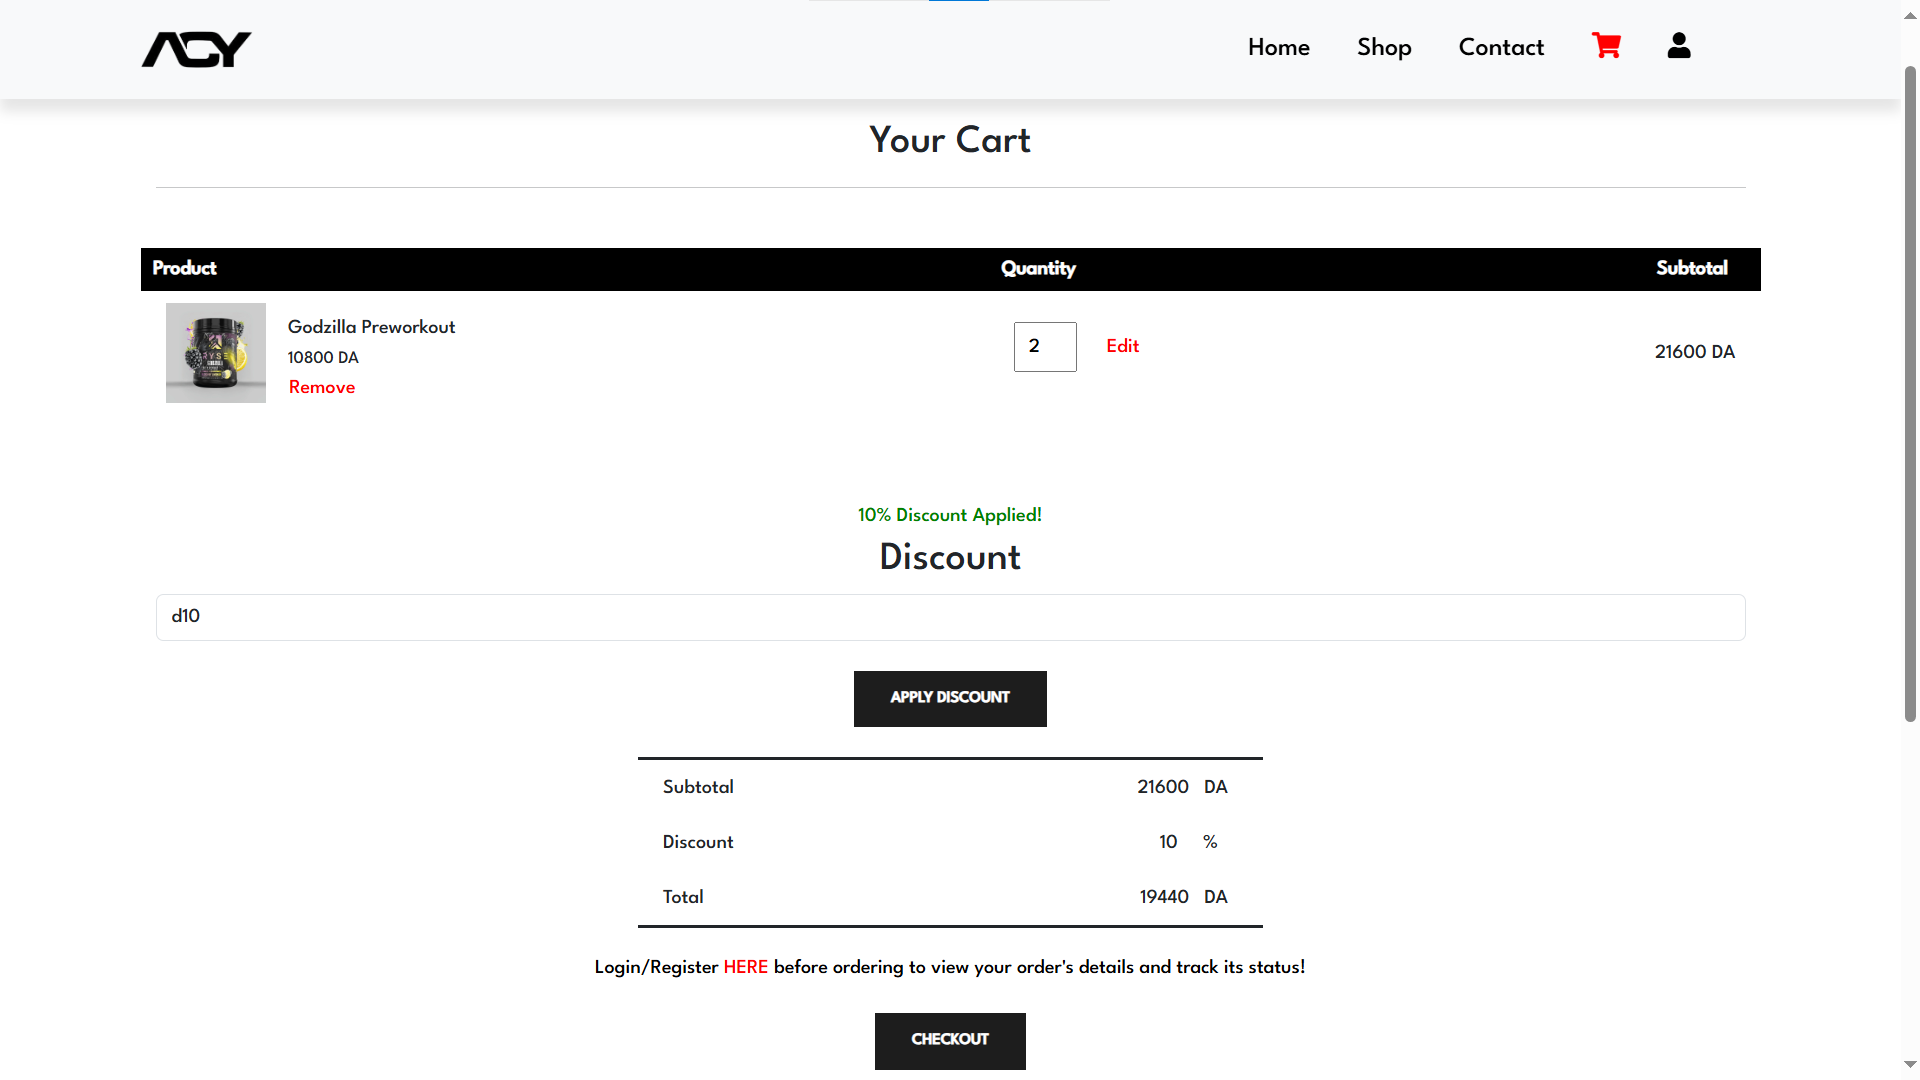 ACY
Home Shop Contact
Your Cart
Product Quantity Subtotal
Godzilla Preworkout
10800 DA
Remove
2 Edit
21600 DA
RYSE
10% Discount Applied!
Discount
d10
APPLY DISCOUNT
Subtotal 21600 DA
Discount 10 %
Total 19440 DA
Login/Register HERE before ordering to view your order's details and track its status!
CHECKOUT